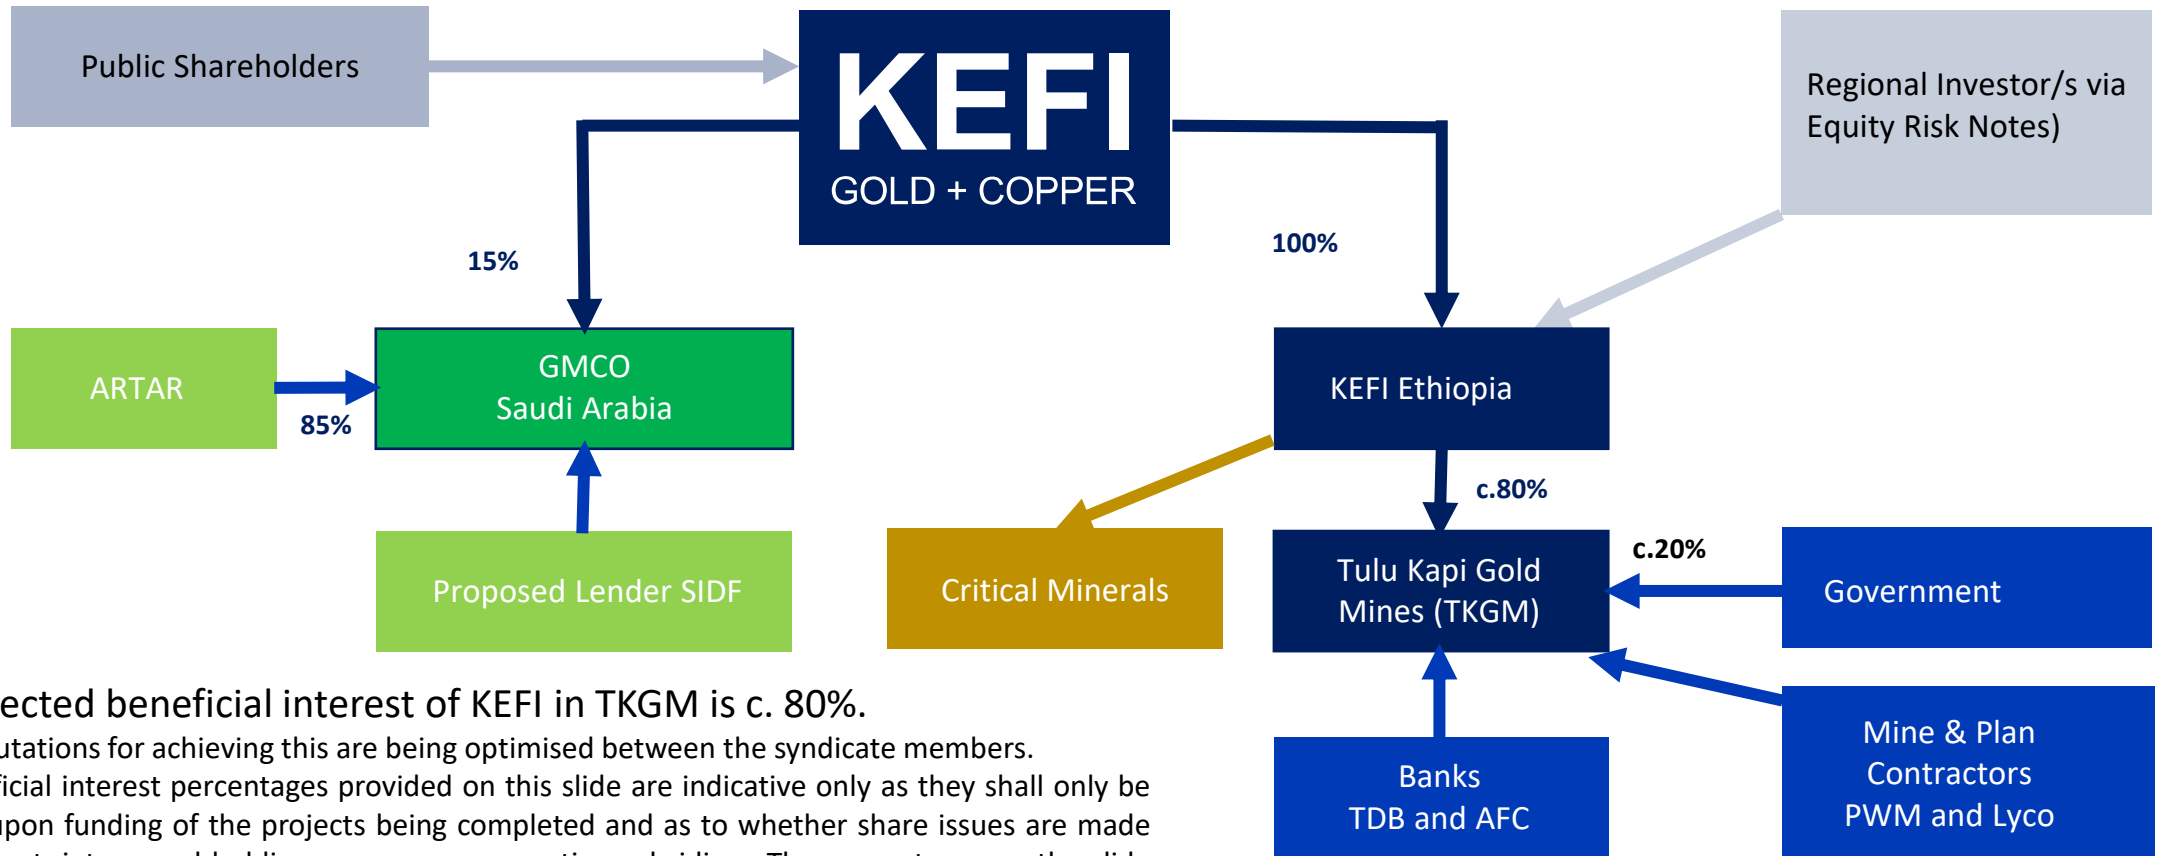 Public Shareholders
KEFI
GOLD + COPPER
Regional Investor/s via
Equity Risk Notes)
15%
100%
ARTAR
85%
GMCO
Saudi Arabia
KEFI Ethiopia
c.80%
Proposed Lender SIDF
Critical Minerals
Tulu Kapi Gold
Mines (TKGM)
c.20%
Government
ected beneficial interest of KEFI in TKGM is c. 80%.
utations for achieving this are being optimised between the syndicate members.
ficial interest percentages provided on this slide are indicative only as they shall only be
upon funding of the projects being completed and as to whether share issues are made
Banks
TDB and AFC
Mine & Plan
Contractors
PWM and Lyco